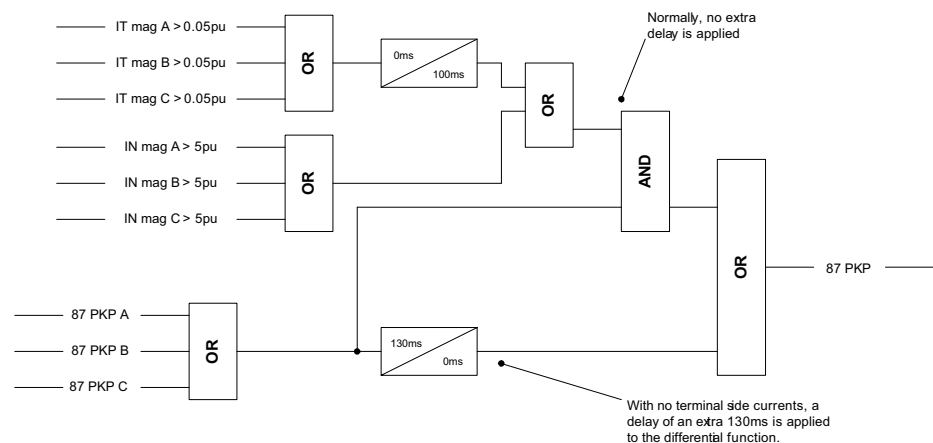 Normally, no extra
delay is applied
IT mag A > 0.05pu
IT mag B > 0.05pu
IT mag C > 0.05pu
OR
0ms
100ms
OR
IN mag A > 5pu
IN mag B > 5pu
IN mag C > 5pu
OR
AND
OR
87 PKP
87 PKP A
87 PKP B
87 PKP C
OR
130ms
0ms
With no terminal side currents, a
delay of an extra 130ms is applied
to the differential function.